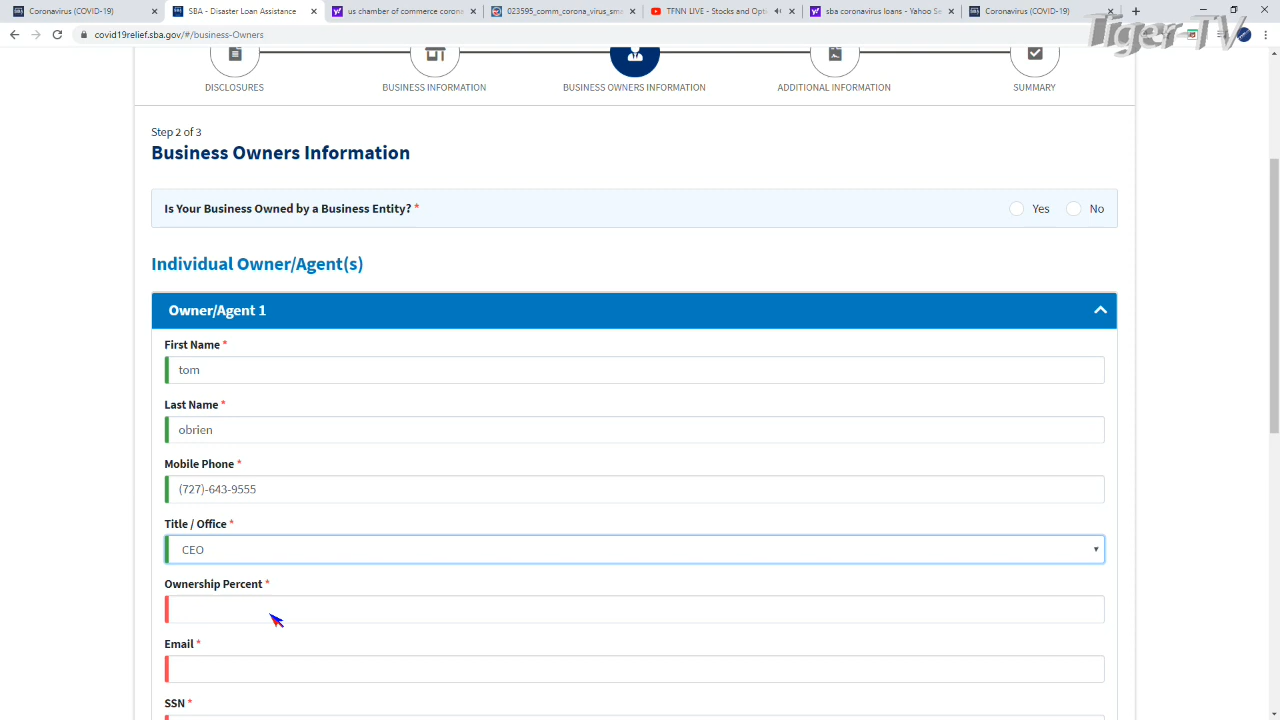 Coronavirus (COVID-19)
SBA - Disaster Loan Assistance
us chamber of commerce corona
023595_comm_corona_virus_sma
TFNN LIVE - Stocks and Opti
sba coronavirus loans - Yahoo Se
Coronavirus (COVID-19)
covid19relief.sba.gov/#/business-Owners
Tiger-TV
DISCLOSURES
BUSINESS INFORMATION
BUSINESS OWNERS INFORMATION
ADDITIONAL INFORMATION
SUMMARY
Step 2 of 3
Business Owners Information
Is Your Business Owned by a Business Entity? *
Yes
No
Individual Owner/Agent(s)
Owner/Agent 1
First Name *
tom
Last Name *
obrien
Mobile Phone *
(727)-643-9555
Title / Office *
CEO
Ownership Percent *
Email *
SSN *